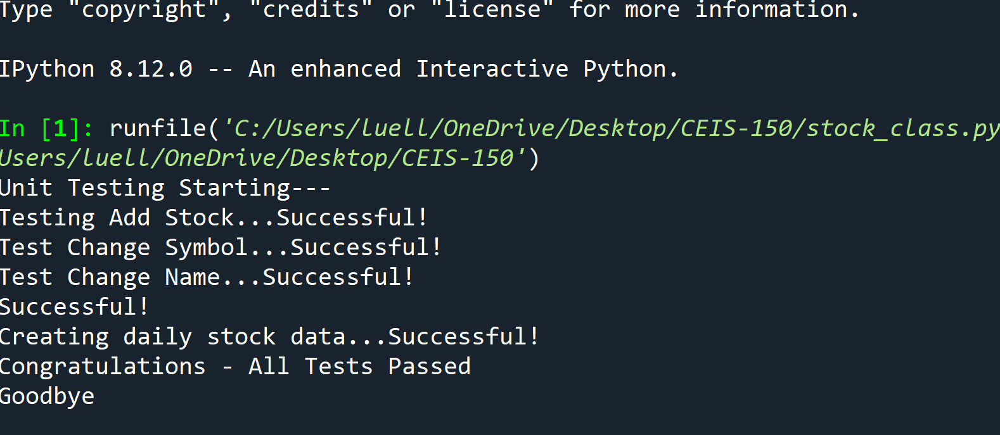 Type "copyright", "credits" or "license" for more information.
IPython 8.12.0 -- An enhanced Interactive Python.
In [1]: runfile('C:/Users/luell/OneDrive/Desktop/CEIS-150/stock_class.py
Users/luell/OneDrive/Desktop/CEIS-150')
Unit Testing Starting---
Testing Add Stock...Successful!
Test Change Symbol...Successful!
Test Change Name...Successful!
Successful!
Creating daily stock data...Successful!
Congratulations - All Tests Passed
Goodbye